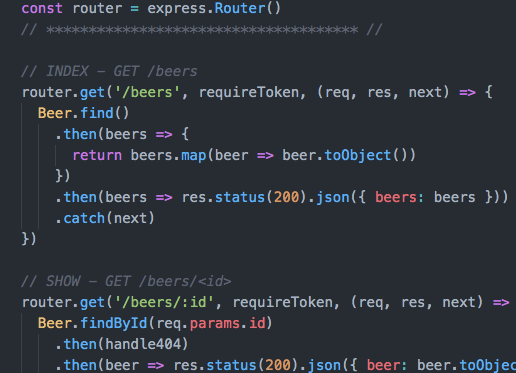 const router = express.Router()
// ************************************ //
// INDEX - GET /beers
router.get('/beers', requireToken, (req, res, next) => {
Beer.find()
.then(beers => {
return beers.map(beer => beer.toObject())
})
.then(beers => res.status(200).json({ beers: beers }))
.catch(next)
})
// SHOW - GET /beers/<id>
router.get('/beers/:id', requireToken, (req, res, next) =>
Beer.findById(req.params.id)
.then(handle404)
.then(beer => res.status(200).json({ beer: beer.toObjec